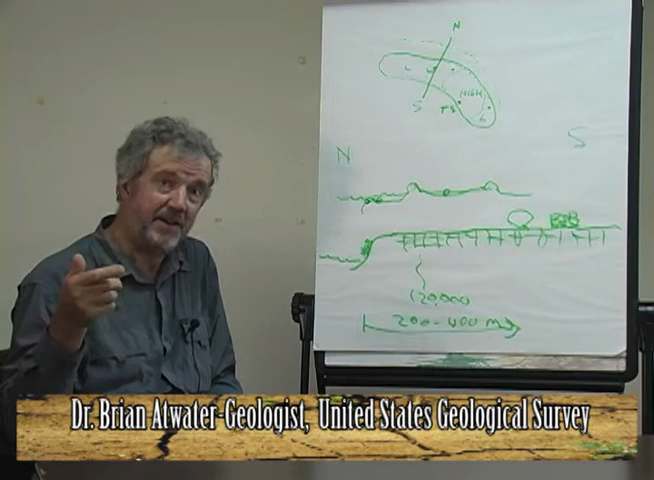 N
L
HIGH
S
L
N
S
120,000
200-400 m
Dr. Brian Atwater-Geologist, United States Geological Survey